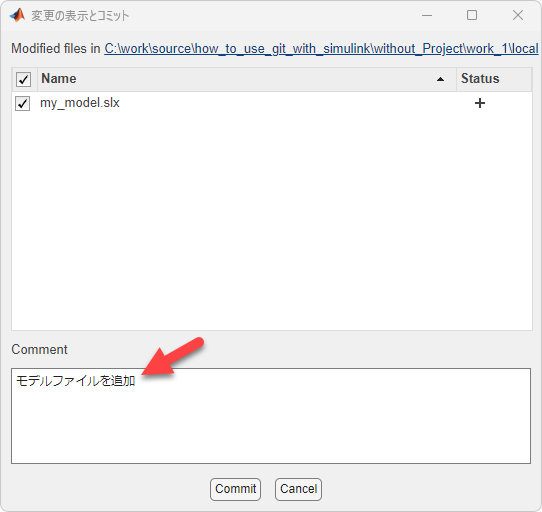 変更の表示とコミット
Modified files in C:\work\source\how_to_use_git_with_simulink\without_Project\work_1\local
Name Status
my_model.slx +
Comment
モデルファイルを追加
Commit Cancel